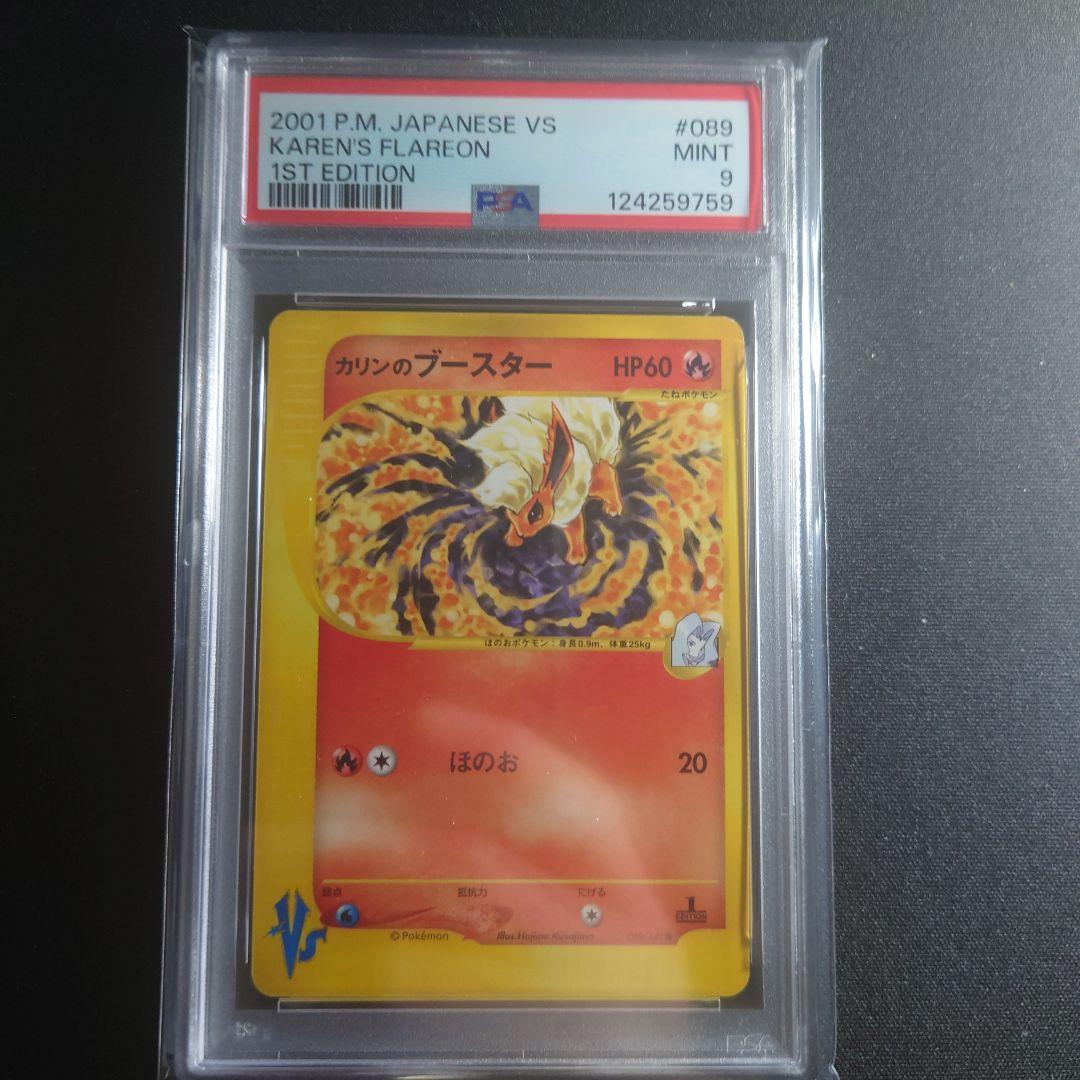 2001 P.M. JAPANESE VS #089
KAREN'S FLAREON MINT
1ST EDITION 9
PSA 124259759
カリンのブースター HP60
たねポケモン
ほのおポケモン：身長0.9m、体重25kg
ほのお 20
弱点 抵抗力 にげる
1 EDITION
©Pokémon Illus. Hajime Kusajima 089/141
Vs